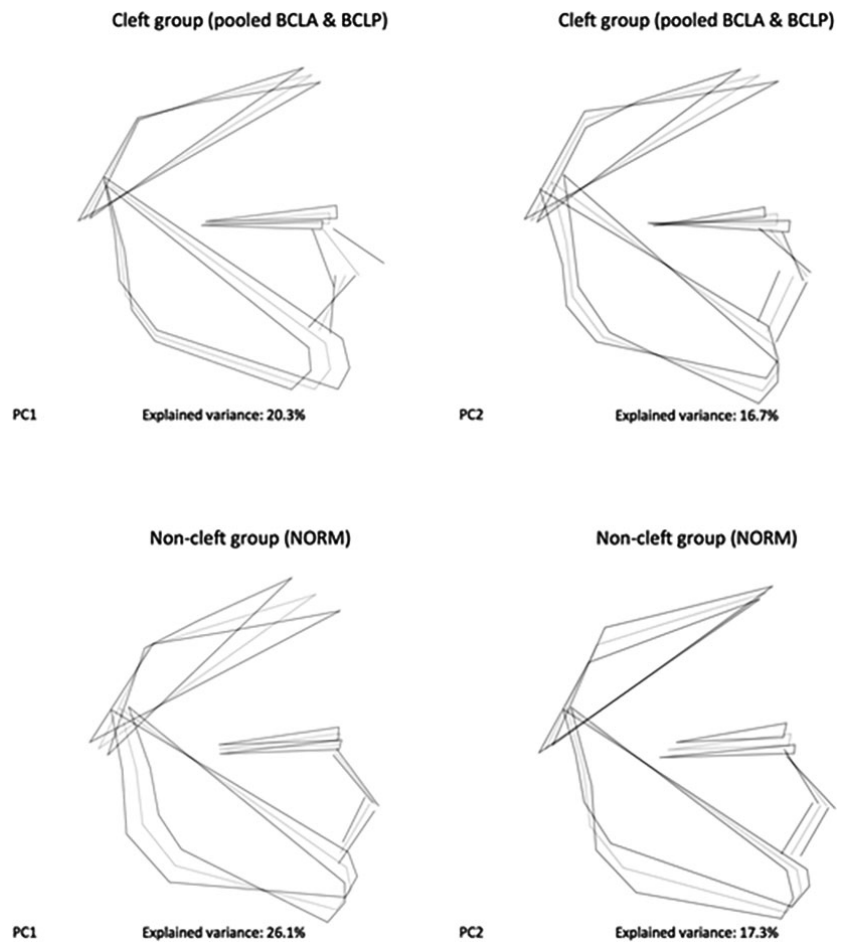 Cleft group (pooled BCLA & BCLP)
Cleft group (pooled BCLA & BCLP)
PC1
Explained variance: 20.3%
PC2
Explained variance: 16.7%
Non-cleft group (NORM)
Non-cleft group (NORM)
PC1
Explained variance: 26.1%
PC2
Explained variance: 17.3%